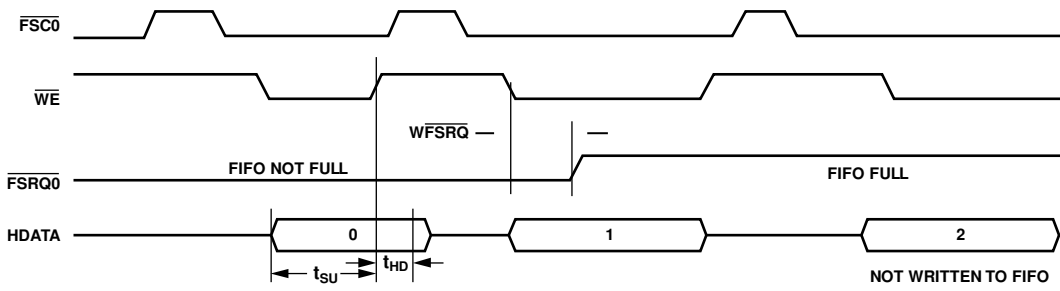 FSC0
WE
WFSRQ
FSRQ0
FIFO NOT FULL
FIFO FULL
HDATA
0
1
2
tSU
tHD
NOT WRITTEN TO FIFO